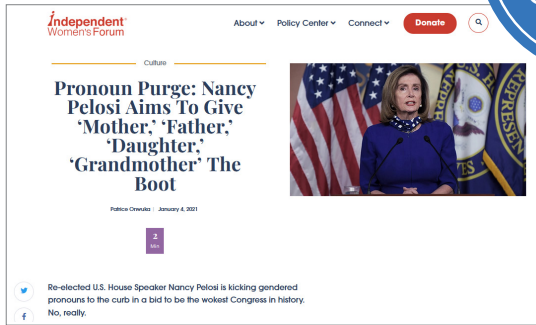 independent
Women's Forum
About
Policy Center
Connect
Donate
Culture
Pronoun Purge: Nancy
Pelosi Aims To Give
‘Mother,’ ‘Father,’
‘Daughter,’
‘Grandmother’ The
Boot
Patrice Onwuka | January 4, 2021
2
Min
Re-elected U.S. House Speaker Nancy Pelosi is kicking gendered
pronouns to the curb in a bid to be the wokest Congress in history.
No, really.